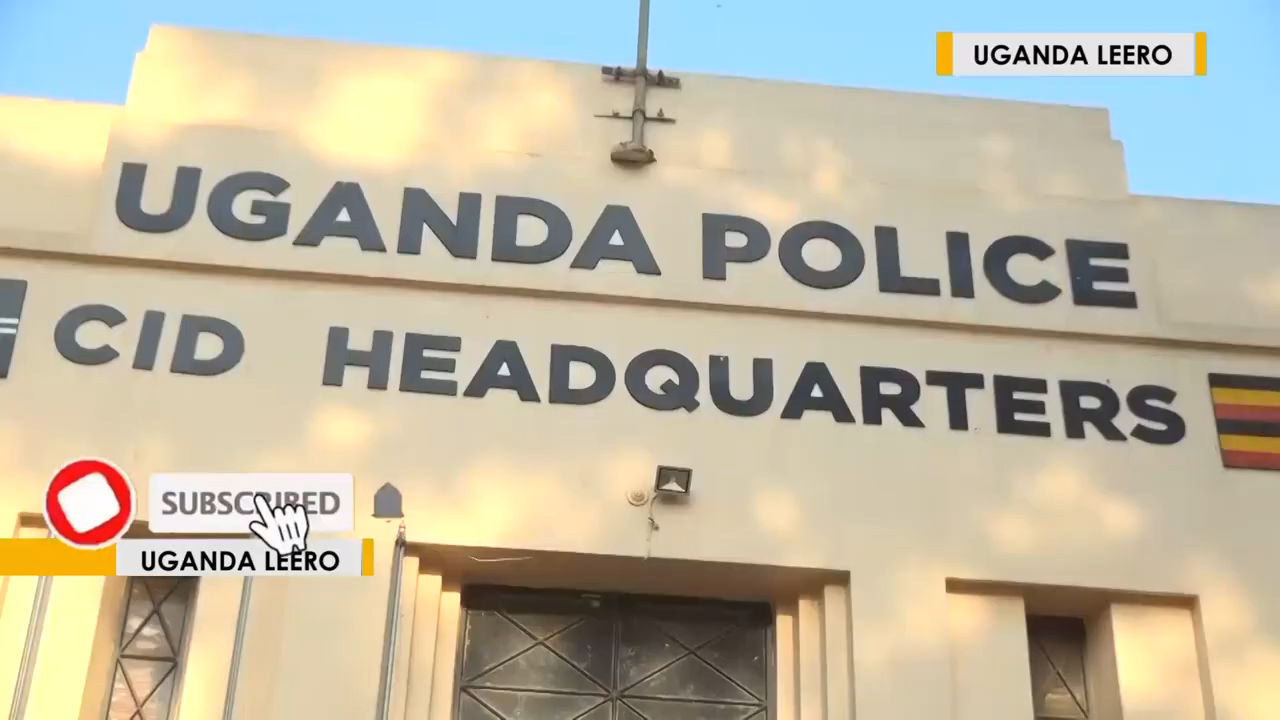 UGANDA LEERO
UGANDA POLICE
CID HEADQUARTERS
SUBSCRIBED
UGANDA LEERO